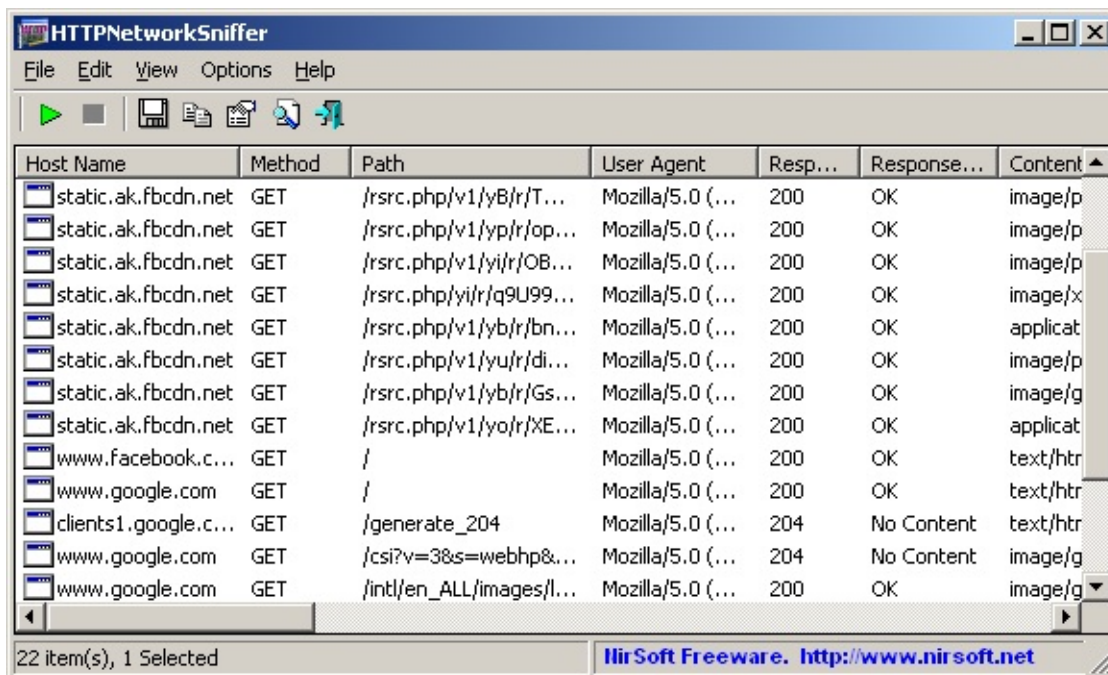 HTTPNetworkSniffer
File Edit View Options Help
Host Name Method Path User Agent Resp... Response... Content
static.ak.fbcdn.net GET /rsrc.php/v1/yB/r/T... Mozilla/5.0 (... 200 OK image/p
static.ak.fbcdn.net GET /rsrc.php/v1/yp/r/op... Mozilla/5.0 (... 200 OK image/p
static.ak.fbcdn.net GET /rsrc.php/v1/yi/r/OB... Mozilla/5.0 (... 200 OK image/p
static.ak.fbcdn.net GET /rsrc.php/yi/r/q9U99... Mozilla/5.0 (... 200 OK image/x
static.ak.fbcdn.net GET /rsrc.php/v1/yb/r/bn... Mozilla/5.0 (... 200 OK applicat
static.ak.fbcdn.net GET /rsrc.php/v1/yu/r/di... Mozilla/5.0 (... 200 OK image/p
static.ak.fbcdn.net GET /rsrc.php/v1/yb/r/Gs... Mozilla/5.0 (... 200 OK image/g
static.ak.fbcdn.net GET /rsrc.php/v1/yo/r/XE... Mozilla/5.0 (... 200 OK applicat
www.facebook.c... GET / Mozilla/5.0 (... 200 OK text/htr
www.google.com GET / Mozilla/5.0 (... 200 OK text/htr
clients1.google.c... GET /generate_204 Mozilla/5.0 (... 204 No Content text/htr
www.google.com GET /csi?v=3&s=webhp&... Mozilla/5.0 (... 204 No Content image/g
www.google.com GET /intl/en_ALL/images/l... Mozilla/5.0 (... 200 OK image/g
22 item(s), 1 Selected NirSoft Freeware. http://www.nirsoft.net